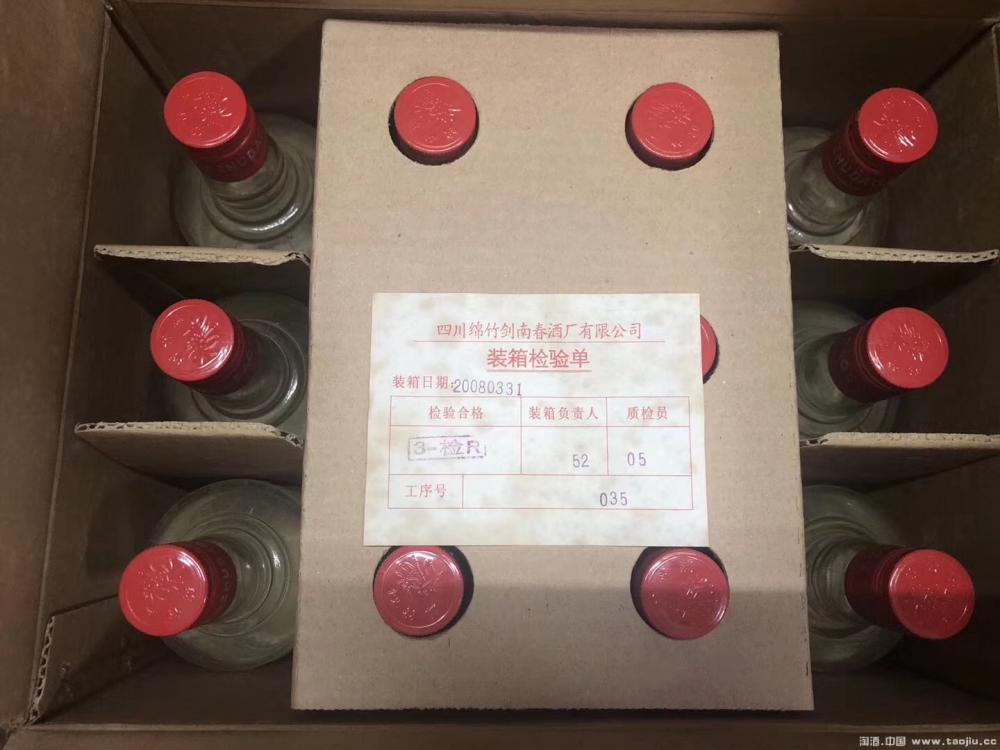 四川绵竹剑南春酒厂有限公司
装箱检验单
装箱日期:20080331
检验合格 装箱负责人 质检员
3-检R 52 05
工序号 035
淘酒.中国 www.taojiu.cc